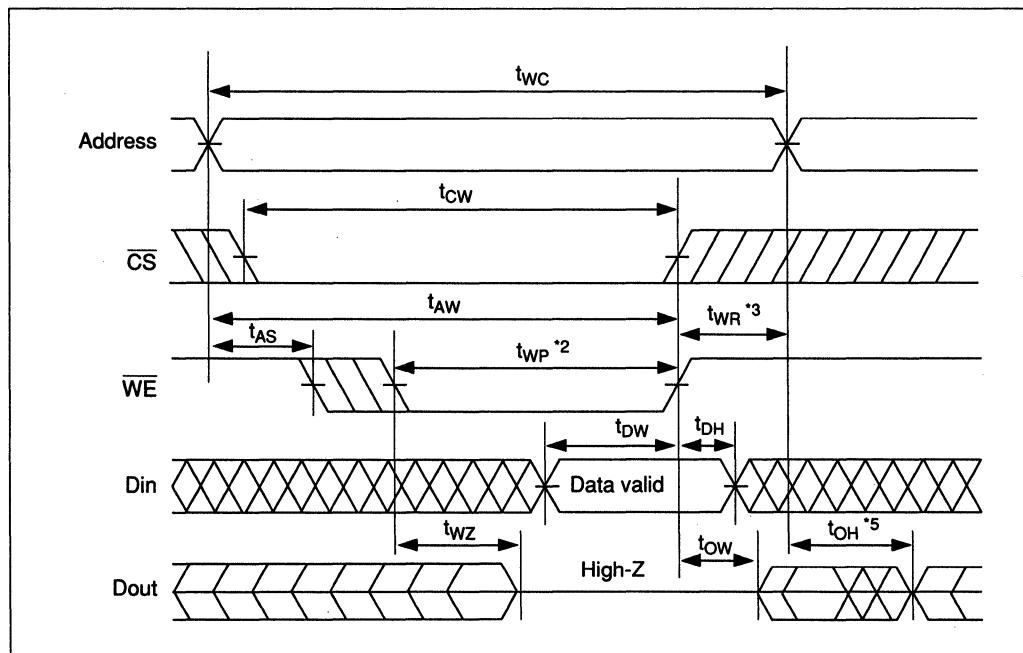 tWC
Address
tCW
CS
tAW
tAS
tWR *3
tWP *2
WE
tDW
tDH
Din
Data valid
tWZ
tOW
tOH *5
High-Z
Dout